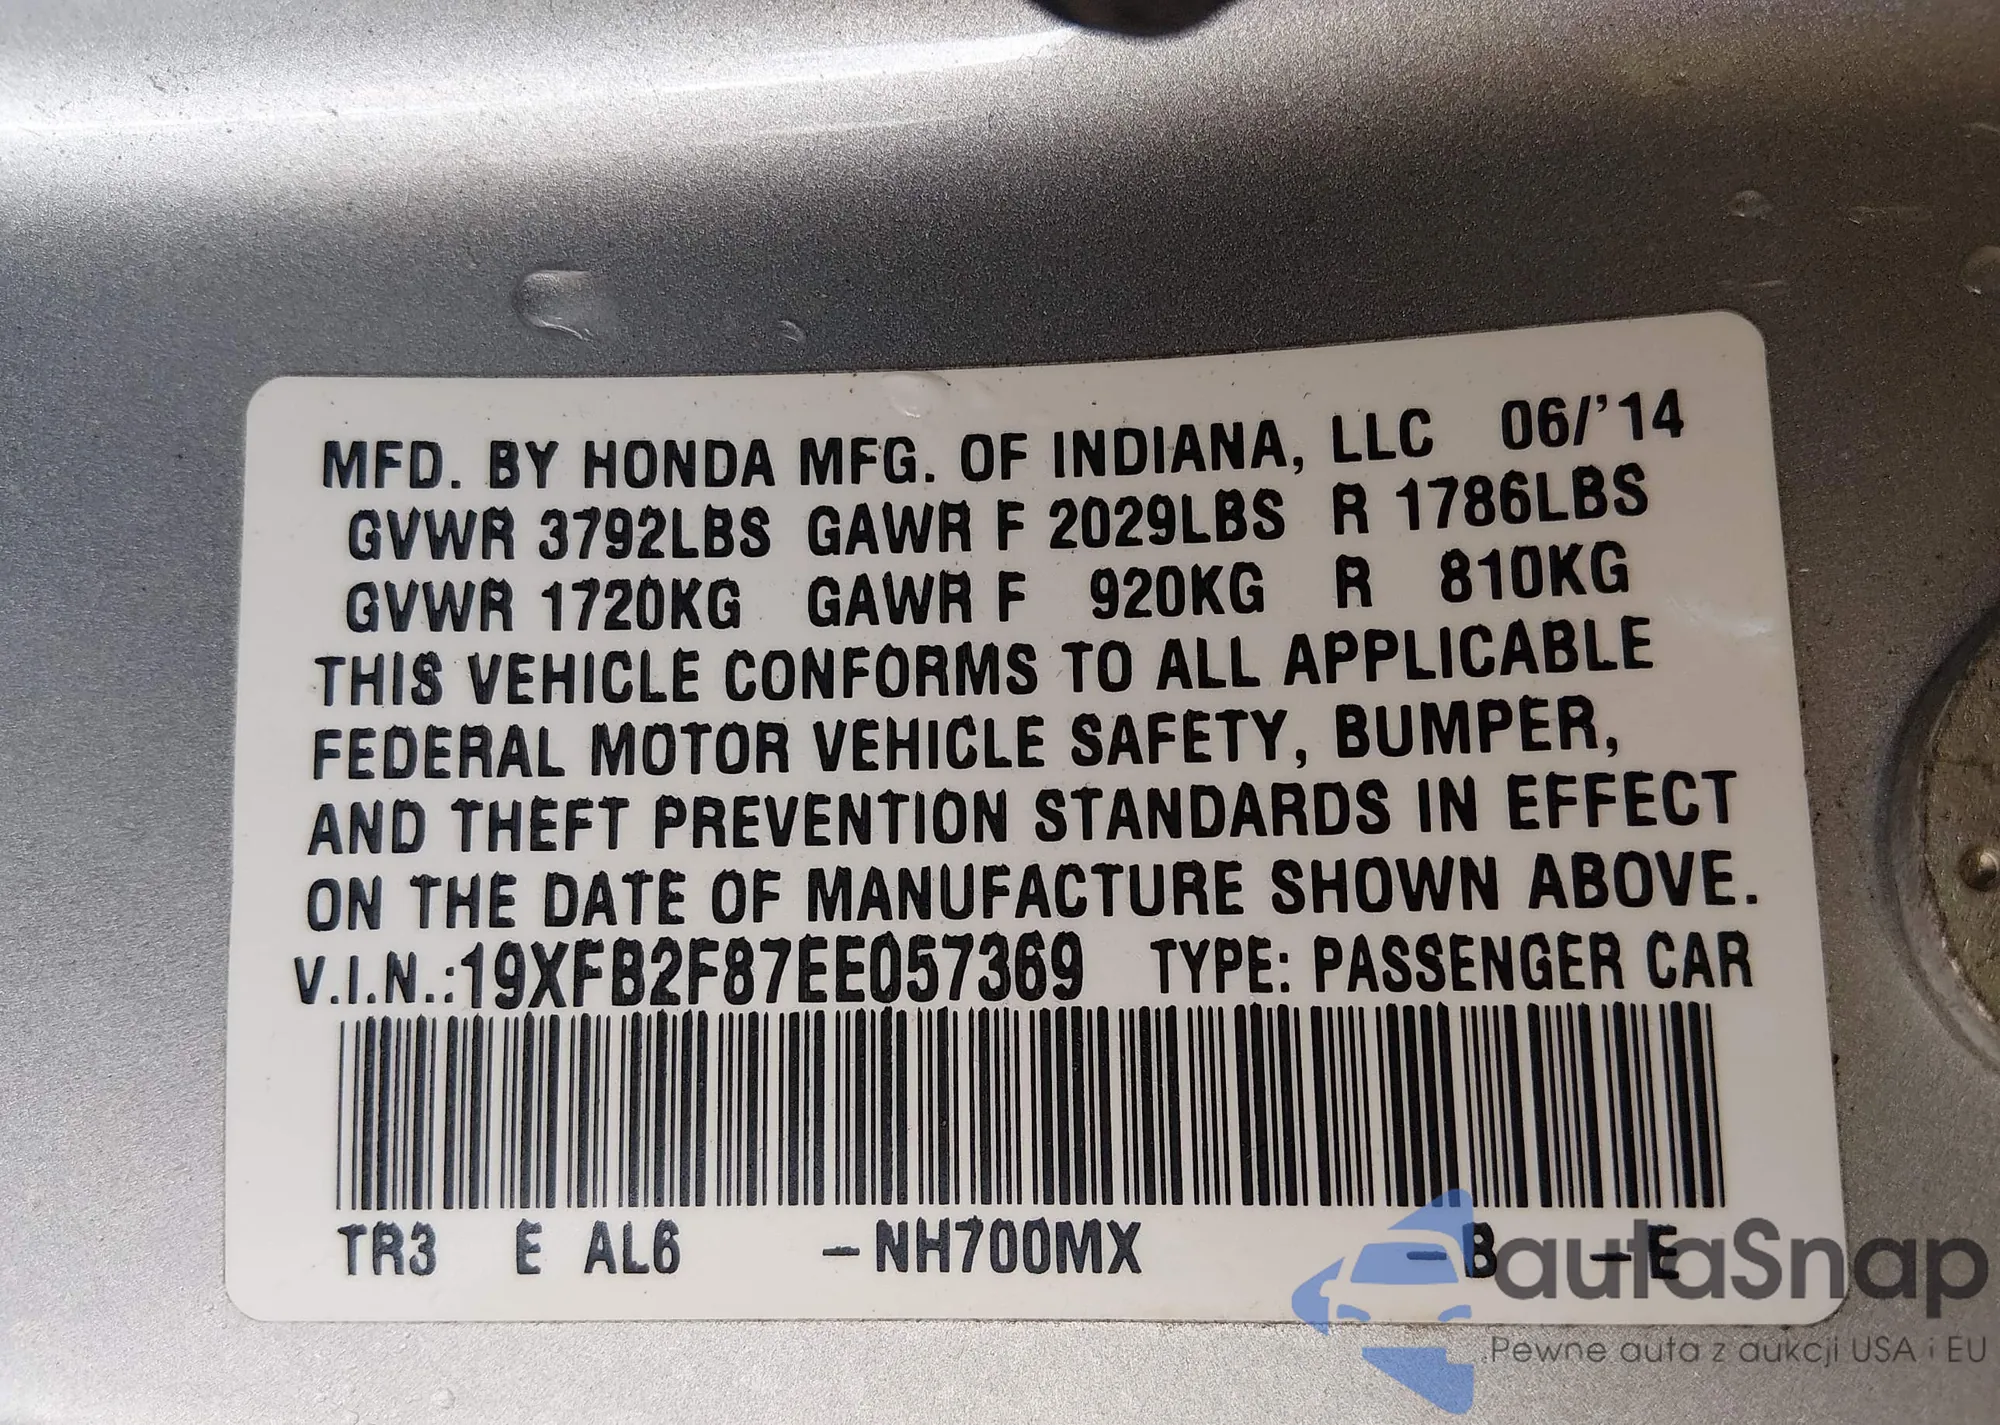 MFD. BY HONDA MFG. OF INDIANA, LLC 06/'14
GVWR 3792LBS GAWR F 2029LBS R 1786LBS
GVWR 1720KG GAWR F 920KG R 810KG
THIS VEHICLE CONFORMS TO ALL APPLICABLE
FEDERAL MOTOR VEHICLE SAFETY, BUMPER,
AND THEFT PREVENTION STANDARDS IN EFFECT
ON THE DATE OF MANUFACTURE SHOWN ABOVE.
V.I.N.:19XFB2F87EE057369 TYPE: PASSENGER CAR
TR3 E AL6 -NH700MX -B -E
autaSnap
Pewne auta z aukcji USA i EU